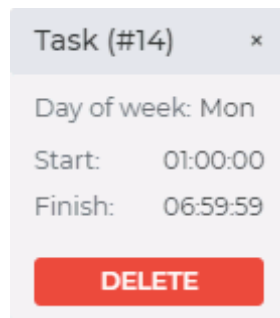 Task (#14) ×
Day of week: Mon
Start: 01:00:00
Finish: 06:59:59
DELETE